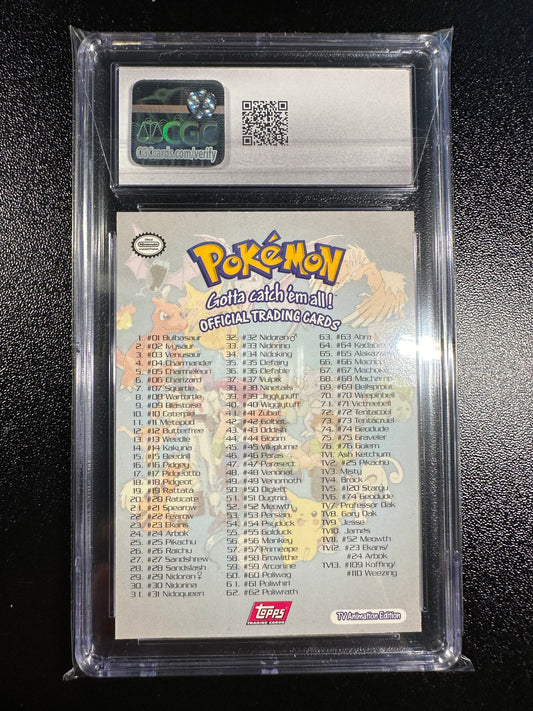 CGC
CGCcards.com/verify
Official
Nintendo
Licensed Product
POKéMON
Gotta catch 'em all!
OFFICIAL TRADING CARDS
1. #01 Bulbasaur
2. #02 Ivysaur
3. #03 Venusaur
4. #04 Charmander
5. #05 Charmeleon
6. #06 Charizard
7. #07 Squirtle
8. #08 Wartortle
9. #09 Blastoise
10. #10 Caterpie
11. #11 Metapod
12. #12 Butterfree
13. #13 Weedle
14. #14 Kakuna
15. #15 Beedrill
16. #16 Pidgey
17. #17 Pidgeotto
18. #18 Pidgeot
19. #19 Rattata
20. #20 Raticate
21. #21 Spearow
22. #22 Fearow
23. #23 Ekans
24. #24 Arbok
25. #25 Pikachu
26. #26 Raichu
27. #27 Sandshrew
28. #28 Sandslash
29. #29 Nidoran♀
30. #30 Nidorina
31. #31 Nidoqueen
32. #32 Nidoran♂
33. #33 Nidorino
34. #34 Nidoking
35. #35 Clefairy
36. #36 Clefable
37. #37 Vulpix
38. #38 Ninetails
39. #39 Jigglypuff
40. #40 Wigglytuff
41. #41 Zubat
42. #42 Golbat
43. #43 Oddish
44. #44 Gloom
45. #45 Vileplume
46. #46 Paras
47. #47 Parasect
48. #48 Venonat
49. #49 Venomoth
50. #50 Diglett
51. #51 Dugtrio
52. #52 Meowth
53. #53 Persian
54. #54 Psyduck
55. #55 Golduck
56. #56 Mankey
57. #57 Primeape
58. #58 Growlithe
59. #59 Arcanine
60. #60 Poliwag
61. #61 Poliwhirl
62. #62 Poliwrath
63. #63 Abra
64. #64 Kadabra
65. #65 Alakazam
66. #66 Machop
67. #67 Machoke
68. #68 Machamp
69. #69 Bellsprout
70. #70 Weepinbell
71. #71 Victreebell
72. #72 Tentacool
73. #73 Tentacruel
74. #74 Geodude
75. #75 Graveler
76. #76 Golem
TV1. Ash Ketchum
TV2. #25 Pikachu
TV3. Misty
TV4. Brock
TV5. #120 Staryu
TV6. #74 Geodude
TV7. Professor Oak
TV8. Gary Oak
TV9. Jesse
TV10. James
TV11. #52 Meowth
TV12. #23 Ekans/
#24 Arbok
TV13. #109 Koffing/
#110 Weezing
TOPPS
TRADING CARDS
TV Animation Edition